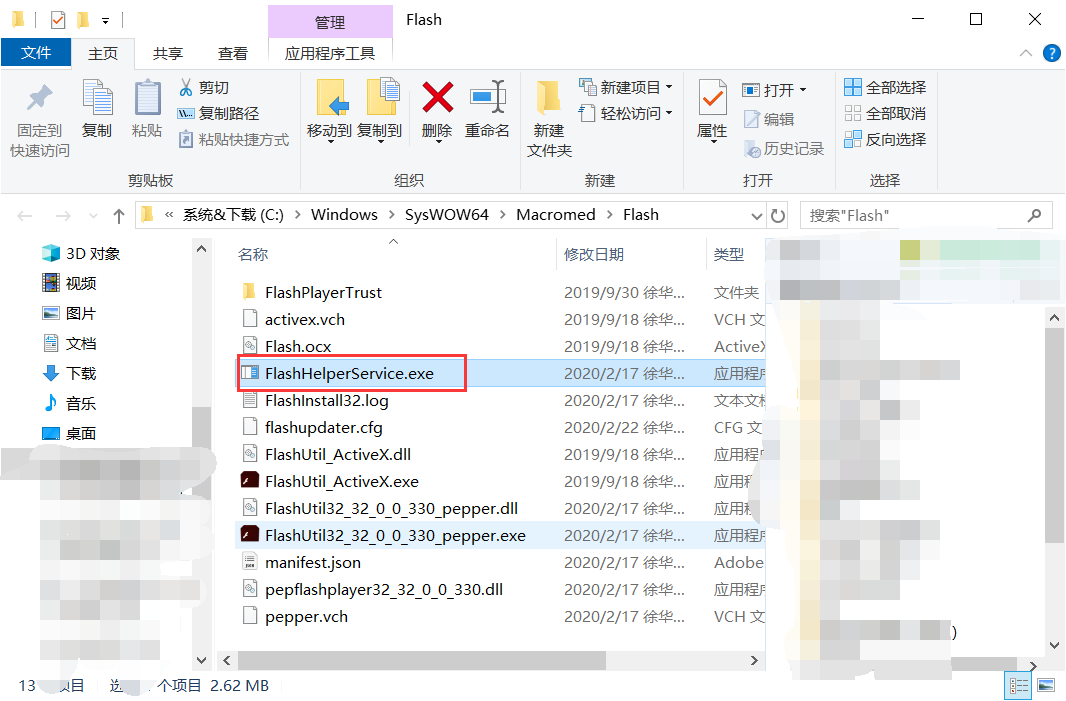 管理
Flash
文件
主页
共享
查看
应用程序工具
固定到
快速访问
复制
粘贴
剪切
复制路径
粘贴快捷方式
剪贴板
移动到
复制到
删除
重命名
组织
新建
文件夹
新建项目
轻松访问
新建
属性
打开
编辑
历史记录
打开
全部选择
全部取消
反向选择
选择
« 系统&下载 (C:) > Windows > SysWOW64 > Macromed > Flash
搜索"Flash"
3D 对象
视频
图片
文档
下载
音乐
桌面
名称 修改日期 类型
FlashPlayerTrust 2019/9/30 徐华... 文件夹
activex.vch 2019/9/18 徐华... VCH 文
Flash.ocx 2019/9/18 徐华... ActiveX
FlashHelperService.exe 2020/2/17 徐华... 应用程序
FlashInstall32.log 2020/2/17 徐华... 文本文档
flashupdater.cfg 2020/2/22 徐华... CFG 文
FlashUtil_ActiveX.dll 2019/9/18 徐华... 应用程序
FlashUtil_ActiveX.exe 2019/9/18 徐华... 应用程
FlashUtil32_32_0_0_330_pepper.dll 2020/2/17 徐华... 应用程
FlashUtil32_32_0_0_330_pepper.exe 2020/2/17 徐华... 应用程
manifest.json 2020/2/17 徐华... Adobe
pepflashplayer32_32_0_0_330.dll 2020/2/17 徐华... 应用程序
pepper.vch 2020/2/17 徐华... VCH 文
13 项目 选 个项目 2.62 MB